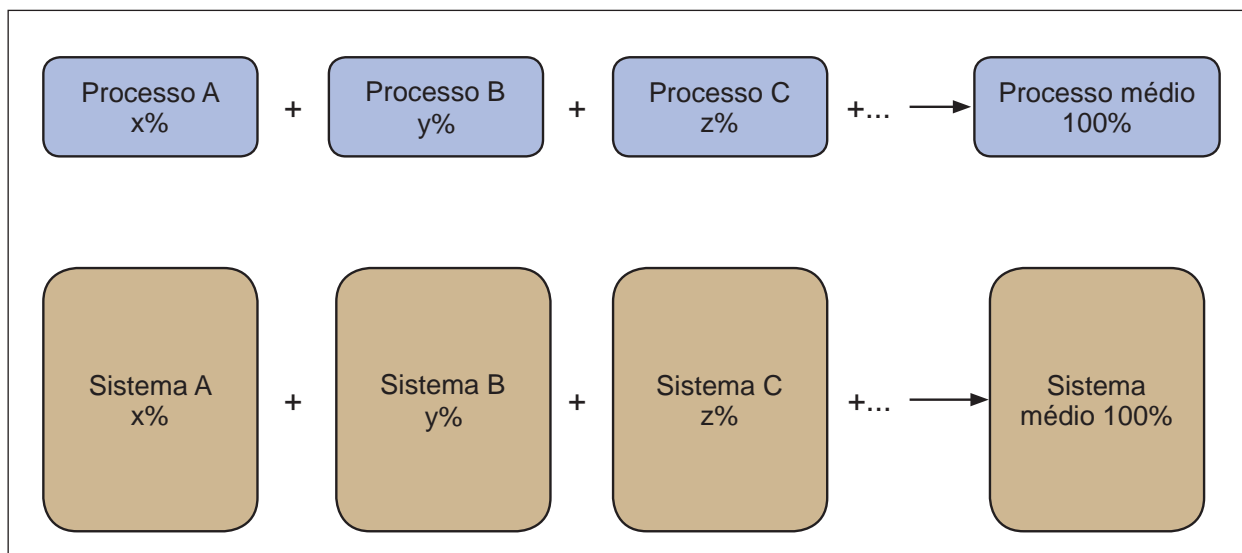 Processo A
x%
+
Processo B
y%
+
Processo C
z%
+...
Processo médio
100%
Sistema A
x%
+
Sistema B
y%
+
Sistema C
z%
+...
Sistema
médio 100%